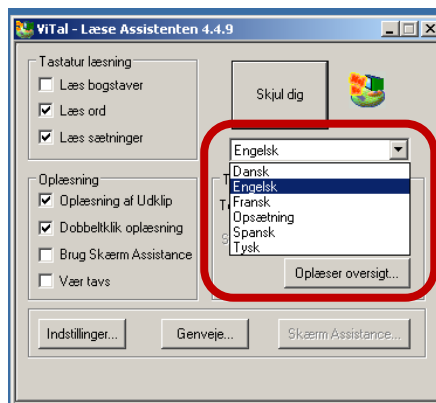 ViTal - Læse Assistenten 4.4.9
Tastatur læsning
Læs bogstaver
Læs ord
Læs sætninger
Skjul dig
Engelsk
Dansk
Engelsk
Fransk
Opsætning
Spansk
Tysk
Oplæsning
Oplæsning af Udklip
Dobbeltklik oplæsning
Brug Skærm Assistance
Vær tavs
Oplæser oversigt...
Indstillinger...
Genveje...
Skærm Assistance...